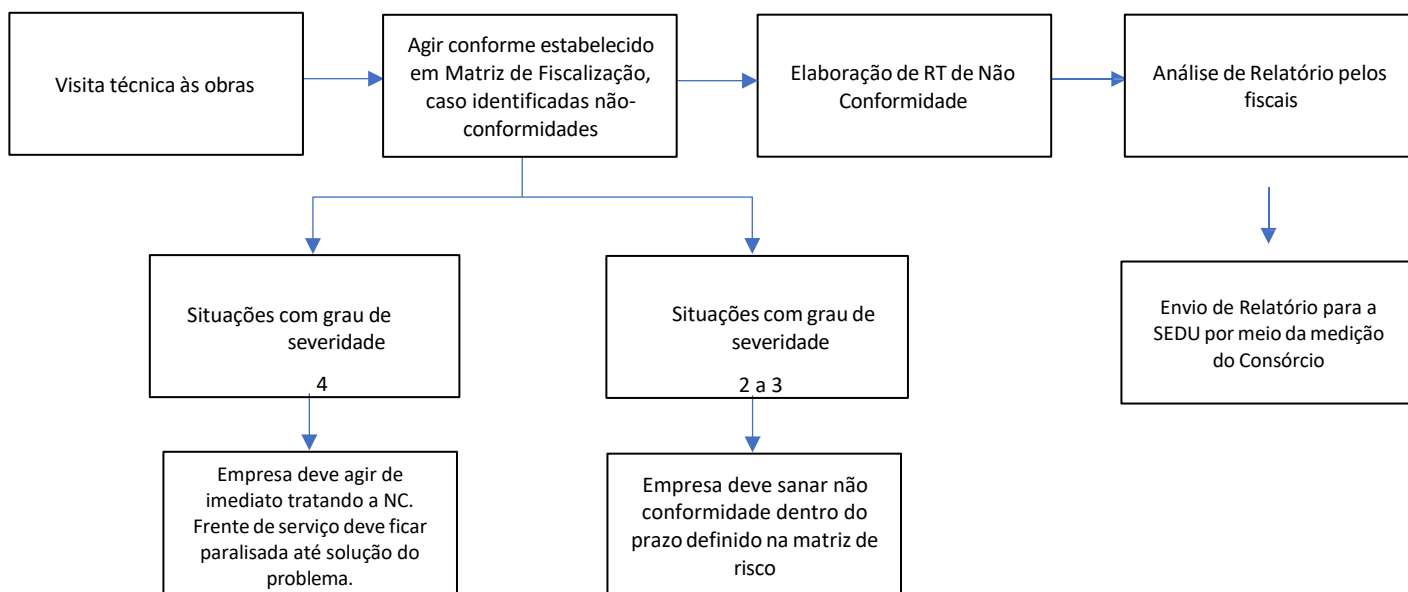 Visita técnica às obras
Agir conforme estabelecido
em Matriz de Fiscalização,
caso identificadas não-
conformidades
Elaboração de RT de Não
Conformidade
Análise de Relatório pelos
fiscais
Situações com grau de
severidade
4
Situações com grau de
severidade
2 a 3
Envio de Relatório para a
SEDU por meio da medição
do Consórcio
Empresa deve agir de
imediato tratando a NC.
Frente de serviço deve ficar
paralisada até solução do
problema.
Empresa deve sanar não
conformidade dentro do
prazo definido na matriz de
risco